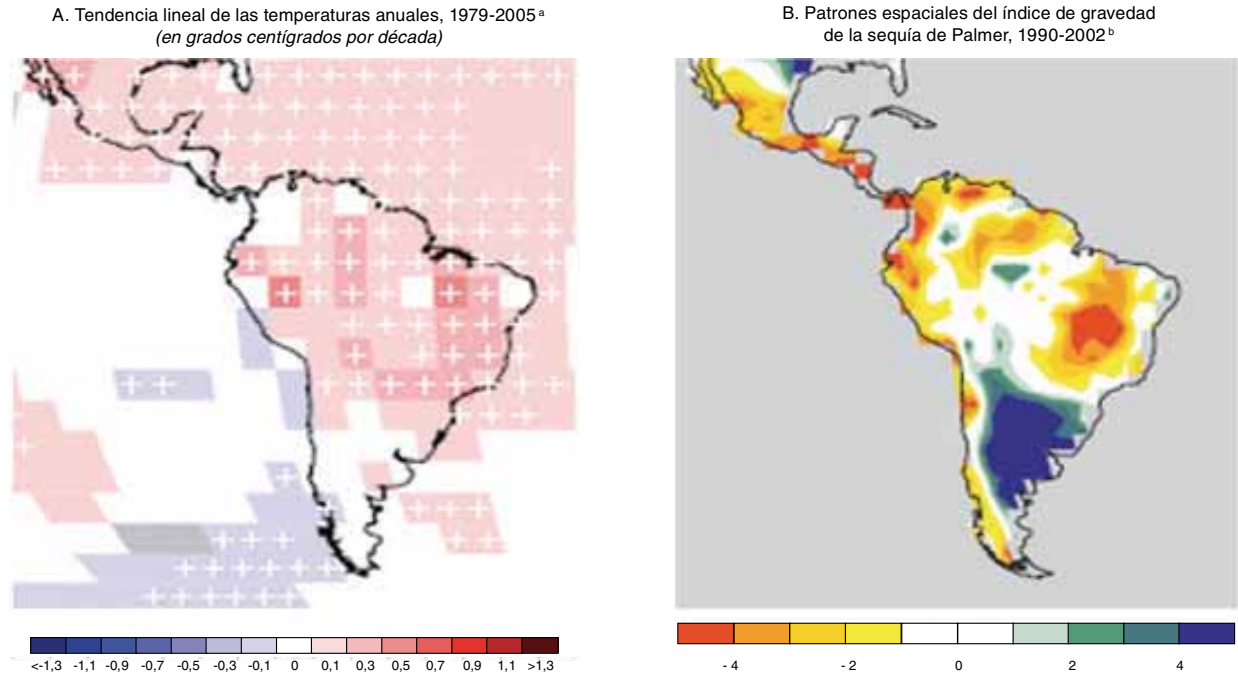 A. Tendencia lineal de las temperaturas anuales, 1979-2005 a
(en grados centígrados por década)
<-1,3 -1,1 -0,9 -0,7 -0,5 -0,3 -0,1 0 0,1 0,3 0,5 0,7 0,9 1,1 >1,3
B. Patrones espaciales del índice de gravedad
de la sequía de Palmer, 1990-2002 b
- 4 - 2 0 2 4